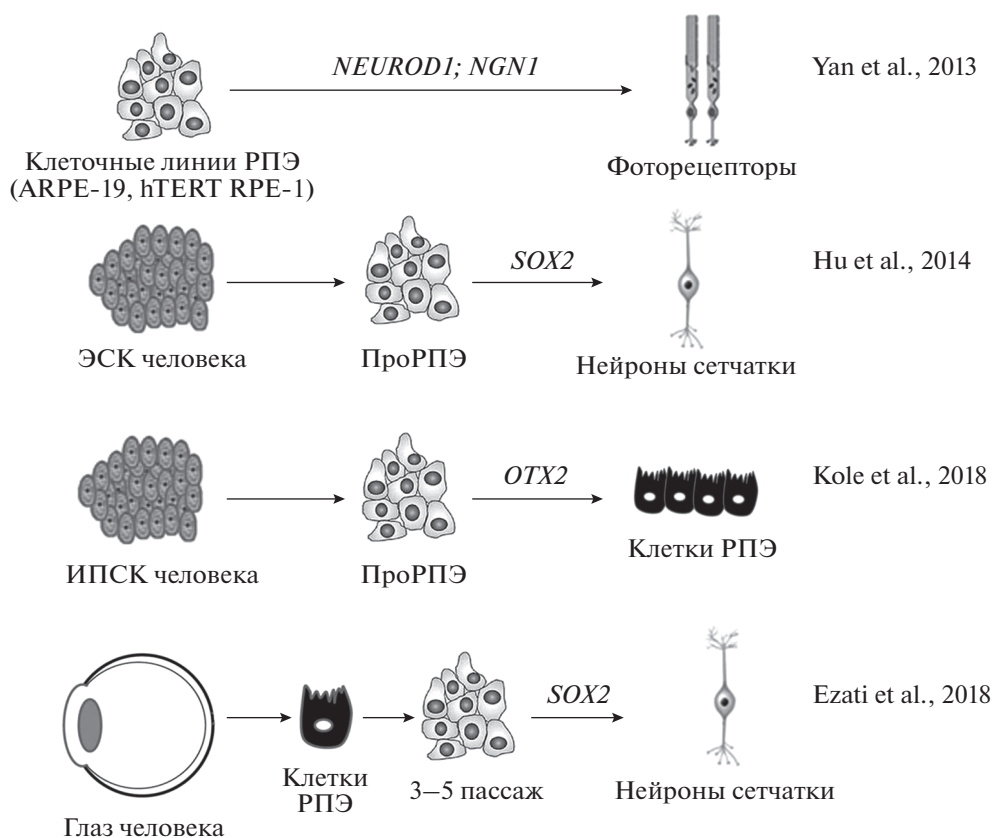 NEUROD1; NGN1
Yan et al., 2013
Клеточные линии РПЭ
(ARPE-19, hTERT RPE-1)
Фоторецепторы
SOX2
Hu et al., 2014
ЭСК человека
ПроРПЭ
Нейроны сетчатки
OTX2
Kole et al., 2018
ИПСК человека
ПроРПЭ
Клетки РПЭ
SOX2
Ezati et al., 2018
Клетки
РПЭ
3–5 пассаж
Нейроны сетчатки
Глаз человека